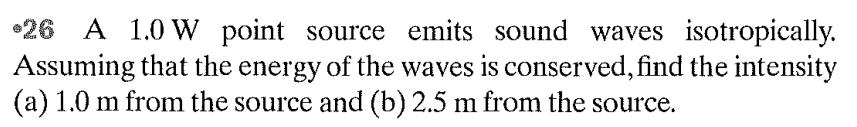 •26 A 1.0 W point source emits sound waves isotropically.
Assuming that the energy of the waves is conserved, find the intensity
(a) 1.0 m from the source and (b) 2.5 m from the source.